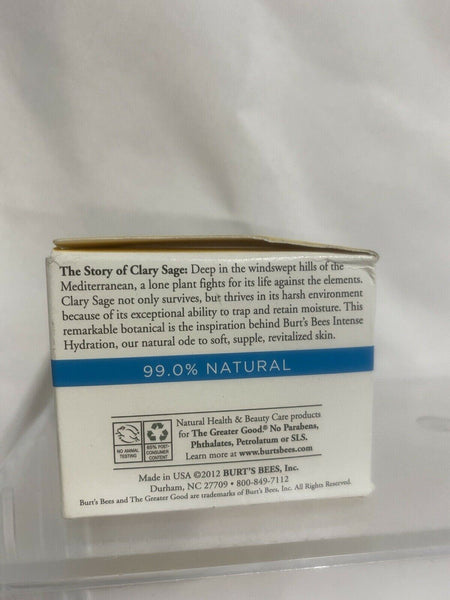 The Story of Clary Sage: Deep in the windswept hills of the
Mediterranean, a lone plant fights for its life against the elements.
Clary Sage not only survives, but thrives in its harsh environment
because of its exceptional ability to trap and retain moisture. This
remarkable botanical is the inspiration behind Burt's Bees Intense
Hydration, our natural ode to soft, supple, revitalized skin.
99.0% NATURAL
NO ANIMAL
TESTING
85% POST-
CONSUMER
CONTENT
Natural Health & Beauty Care products
for The Greater Good.® No Parabens,
Phthalates, Petrolatum or SLS.
Learn more at www.burtsbees.com
Made in USA ©2012 BURT'S BEES, Inc.
Durham, NC 27709 • 800-849-7112
Burt's Bees and The Greater Good are trademarks of Burt's Bees, Inc. All Rights Reserved.